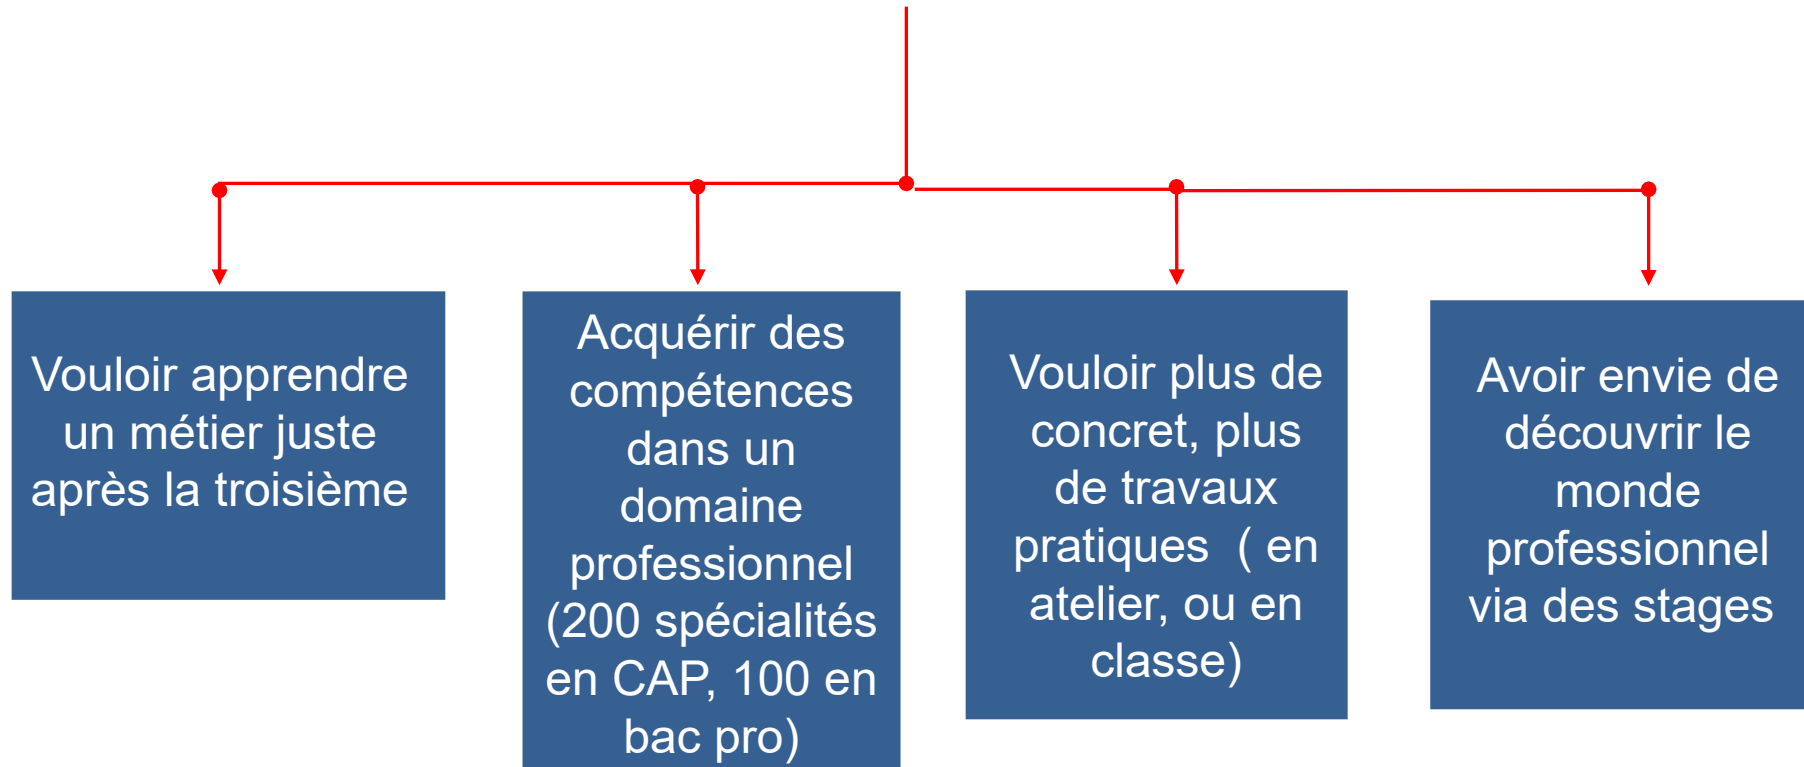 Vouloir apprendre
un métier juste
après la troisième
Acquérir des
compétences
dans un
domaine
professionnel
(200 spécialités
en CAP, 100 en
bac pro)
Vouloir plus de
concret, plus
de travaux
pratiques  ( en
atelier, ou en
classe)
Avoir envie de
découvrir le
monde
professionnel
via des stages